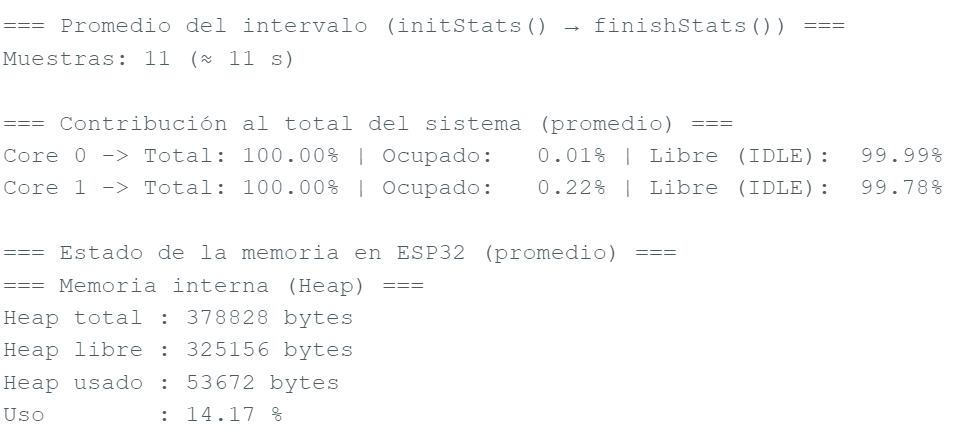 === Promedio del intervalo (initStats() → finishStats()) ===
Muestras: 11 (≈ 11 s)

=== Contribución al total del sistema (promedio) ===
Core 0 -> Total: 100.00% | Ocupado:   0.01% | Libre (IDLE):  99.99%
Core 1 -> Total: 100.00% | Ocupado:   0.22% | Libre (IDLE):  99.78%

=== Estado de la memoria en ESP32 (promedio) ===
=== Memoria interna (Heap) ===
Heap total : 378828 bytes
Heap libre : 325156 bytes
Heap usado : 53672 bytes
Uso        : 14.17 %